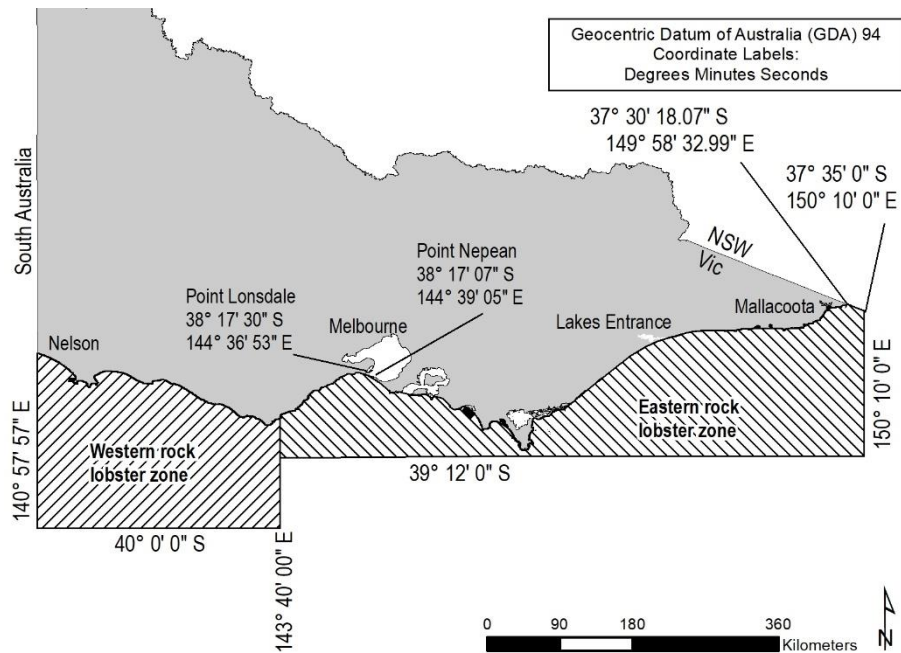 Geocentric Datum of Australia (GDA) 94
Coordinate Labels:
Degrees Minutes Seconds
37° 30' 18.07" S
149° 58' 32.99" E
37° 35' 0" S
150° 10' 0" E
South Australia
NSW
Vic
Point Nepean
38° 17' 07" S
144° 39' 05" E
Point Lonsdale
38° 17' 30" S
144° 36' 53" E
Melbourne
Mallacoota
Lakes Entrance
Nelson
Eastern rock
lobster zone
Western rock
lobster zone
140° 57' 57" E
150° 10' 0" E
39° 12' 0" S
40° 0' 0" S
143° 40' 00" E
0 90 180 360
Kilometers
N